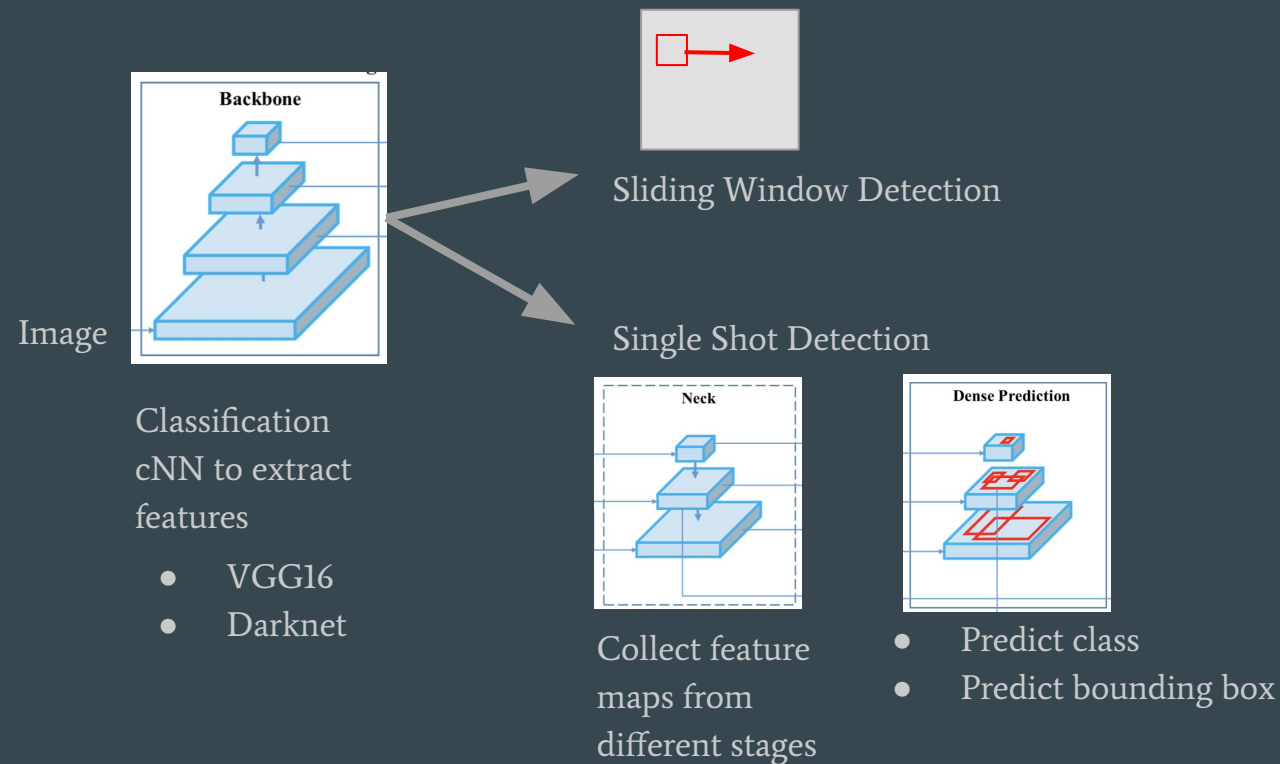 Backbone
Image
Classification
cNN to extract
features
● VGG16
● Darknet
Sliding Window Detection
Single Shot Detection
Neck
Collect feature
maps from
different stages
Dense Prediction
● Predict class
● Predict bounding box